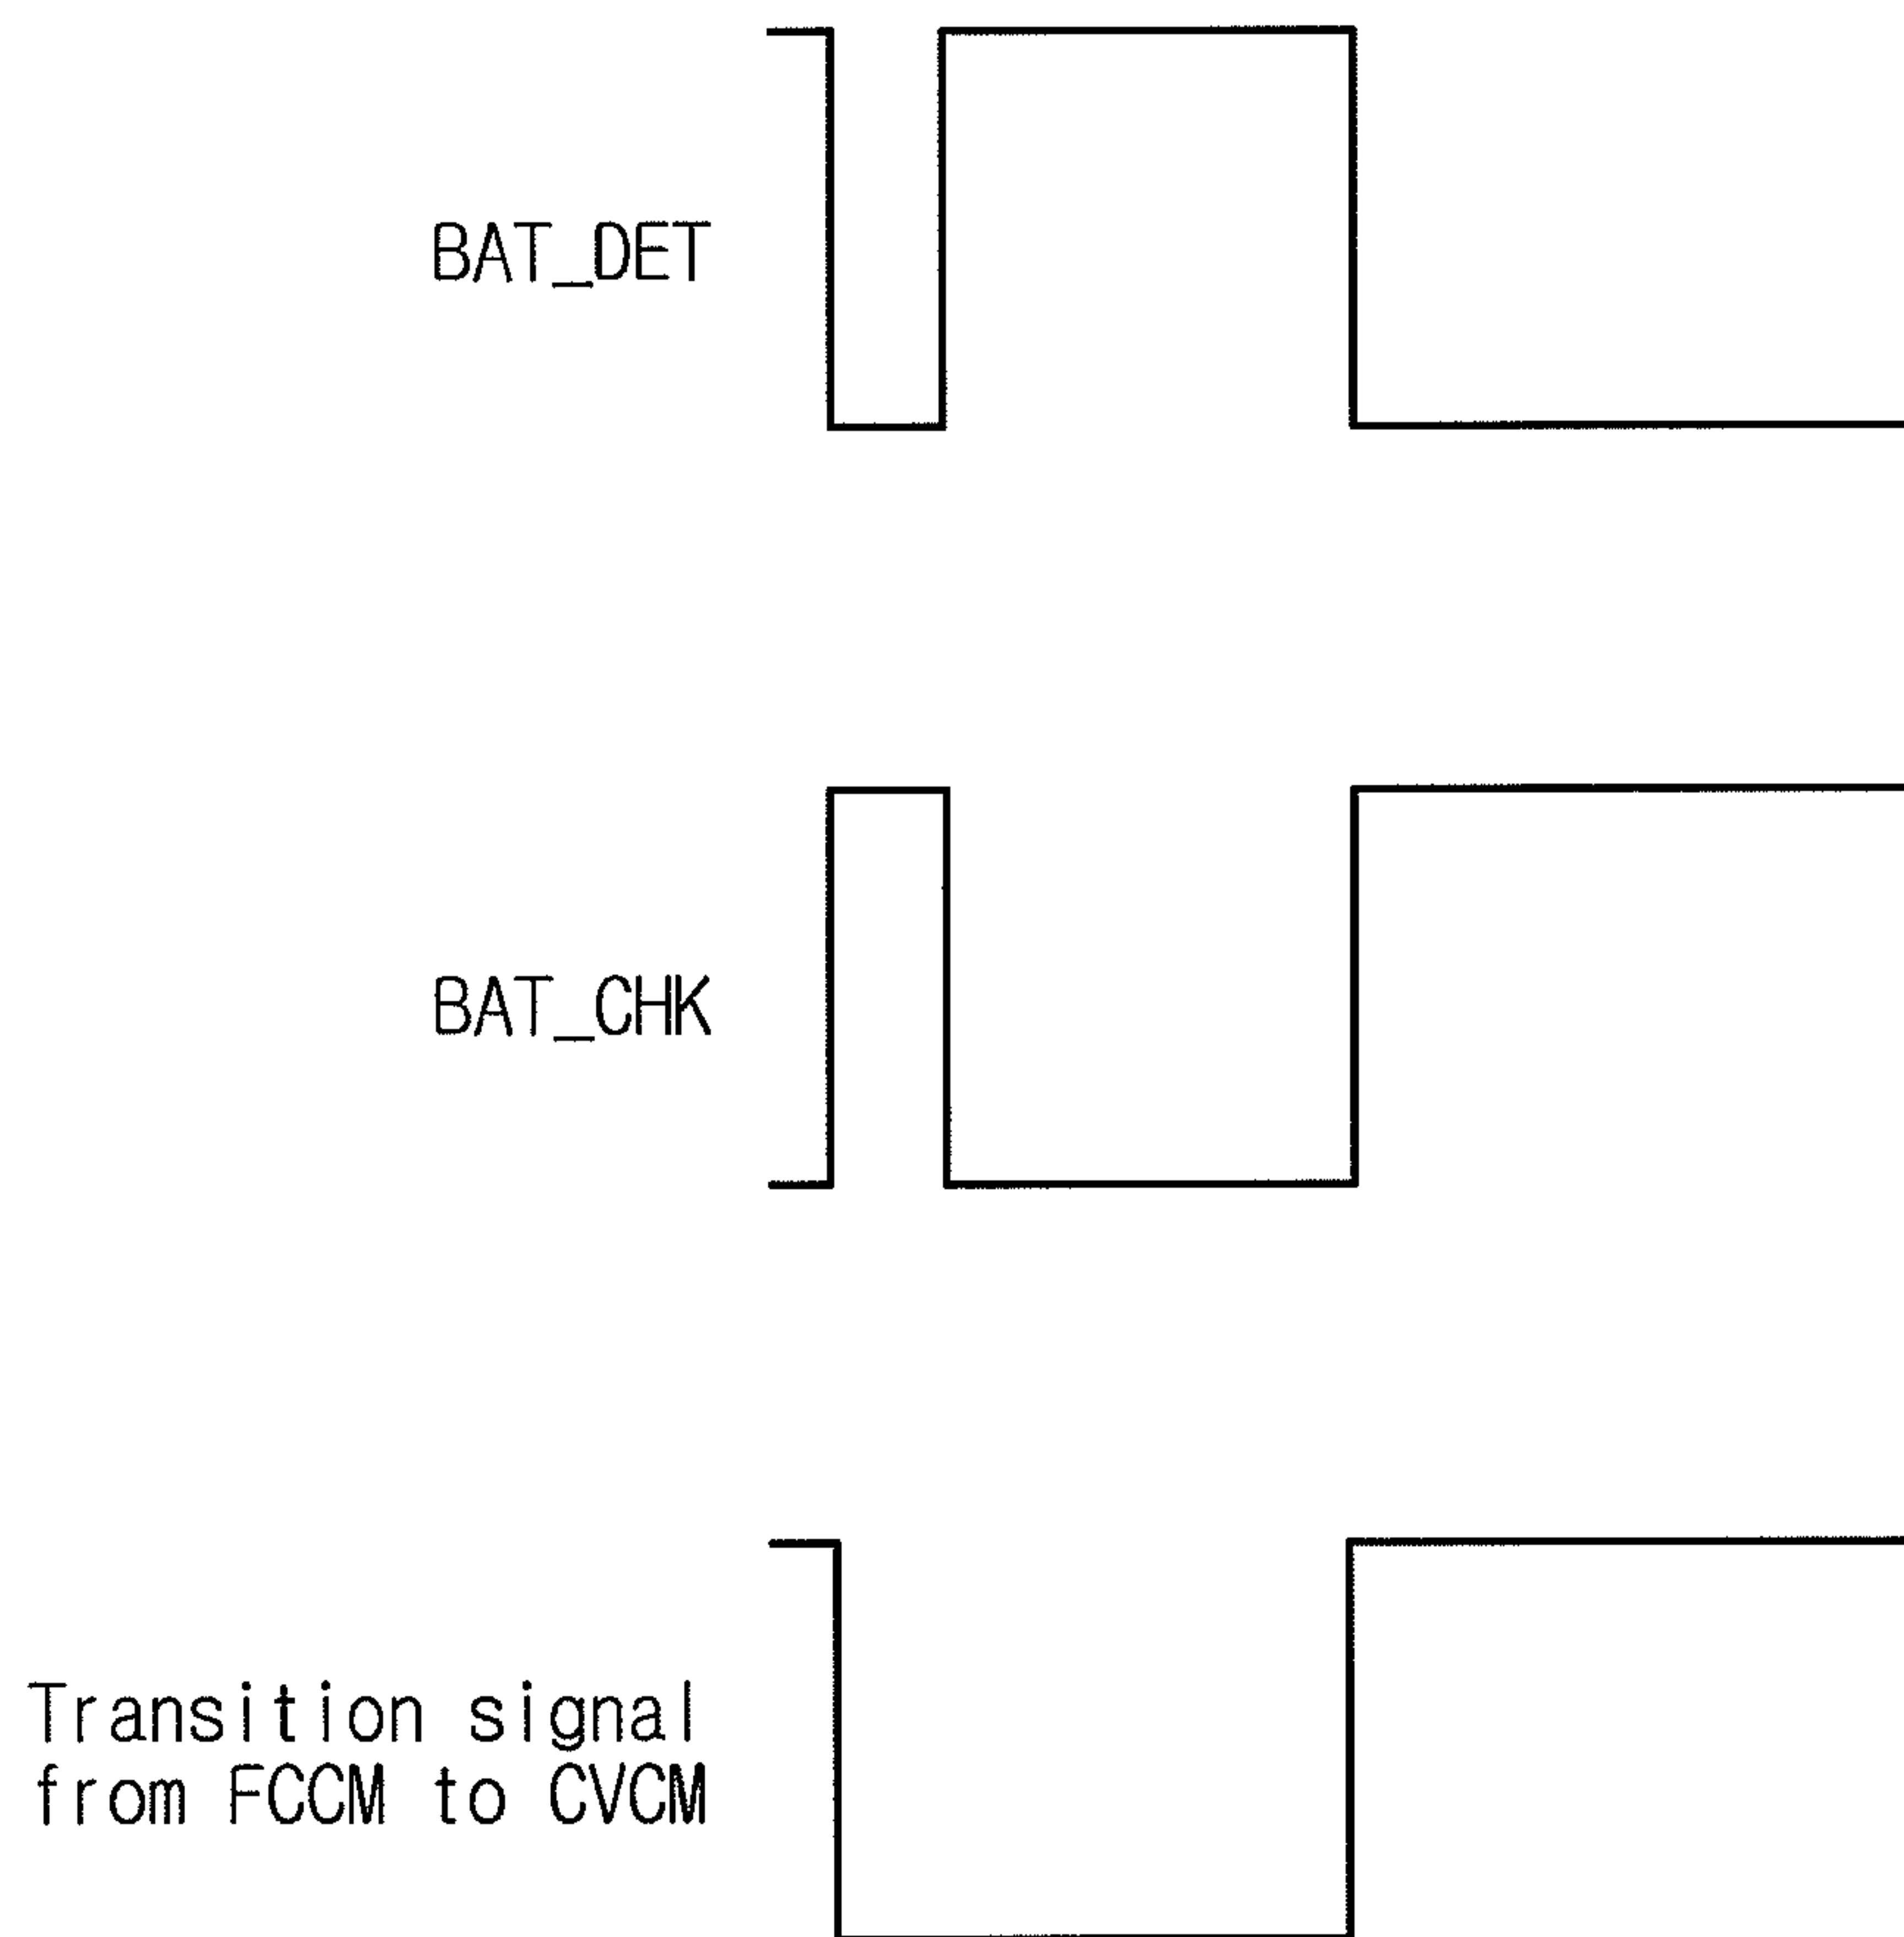 BAT_DET
BAT_CHK
Transition signal
from FCCM to CVCM